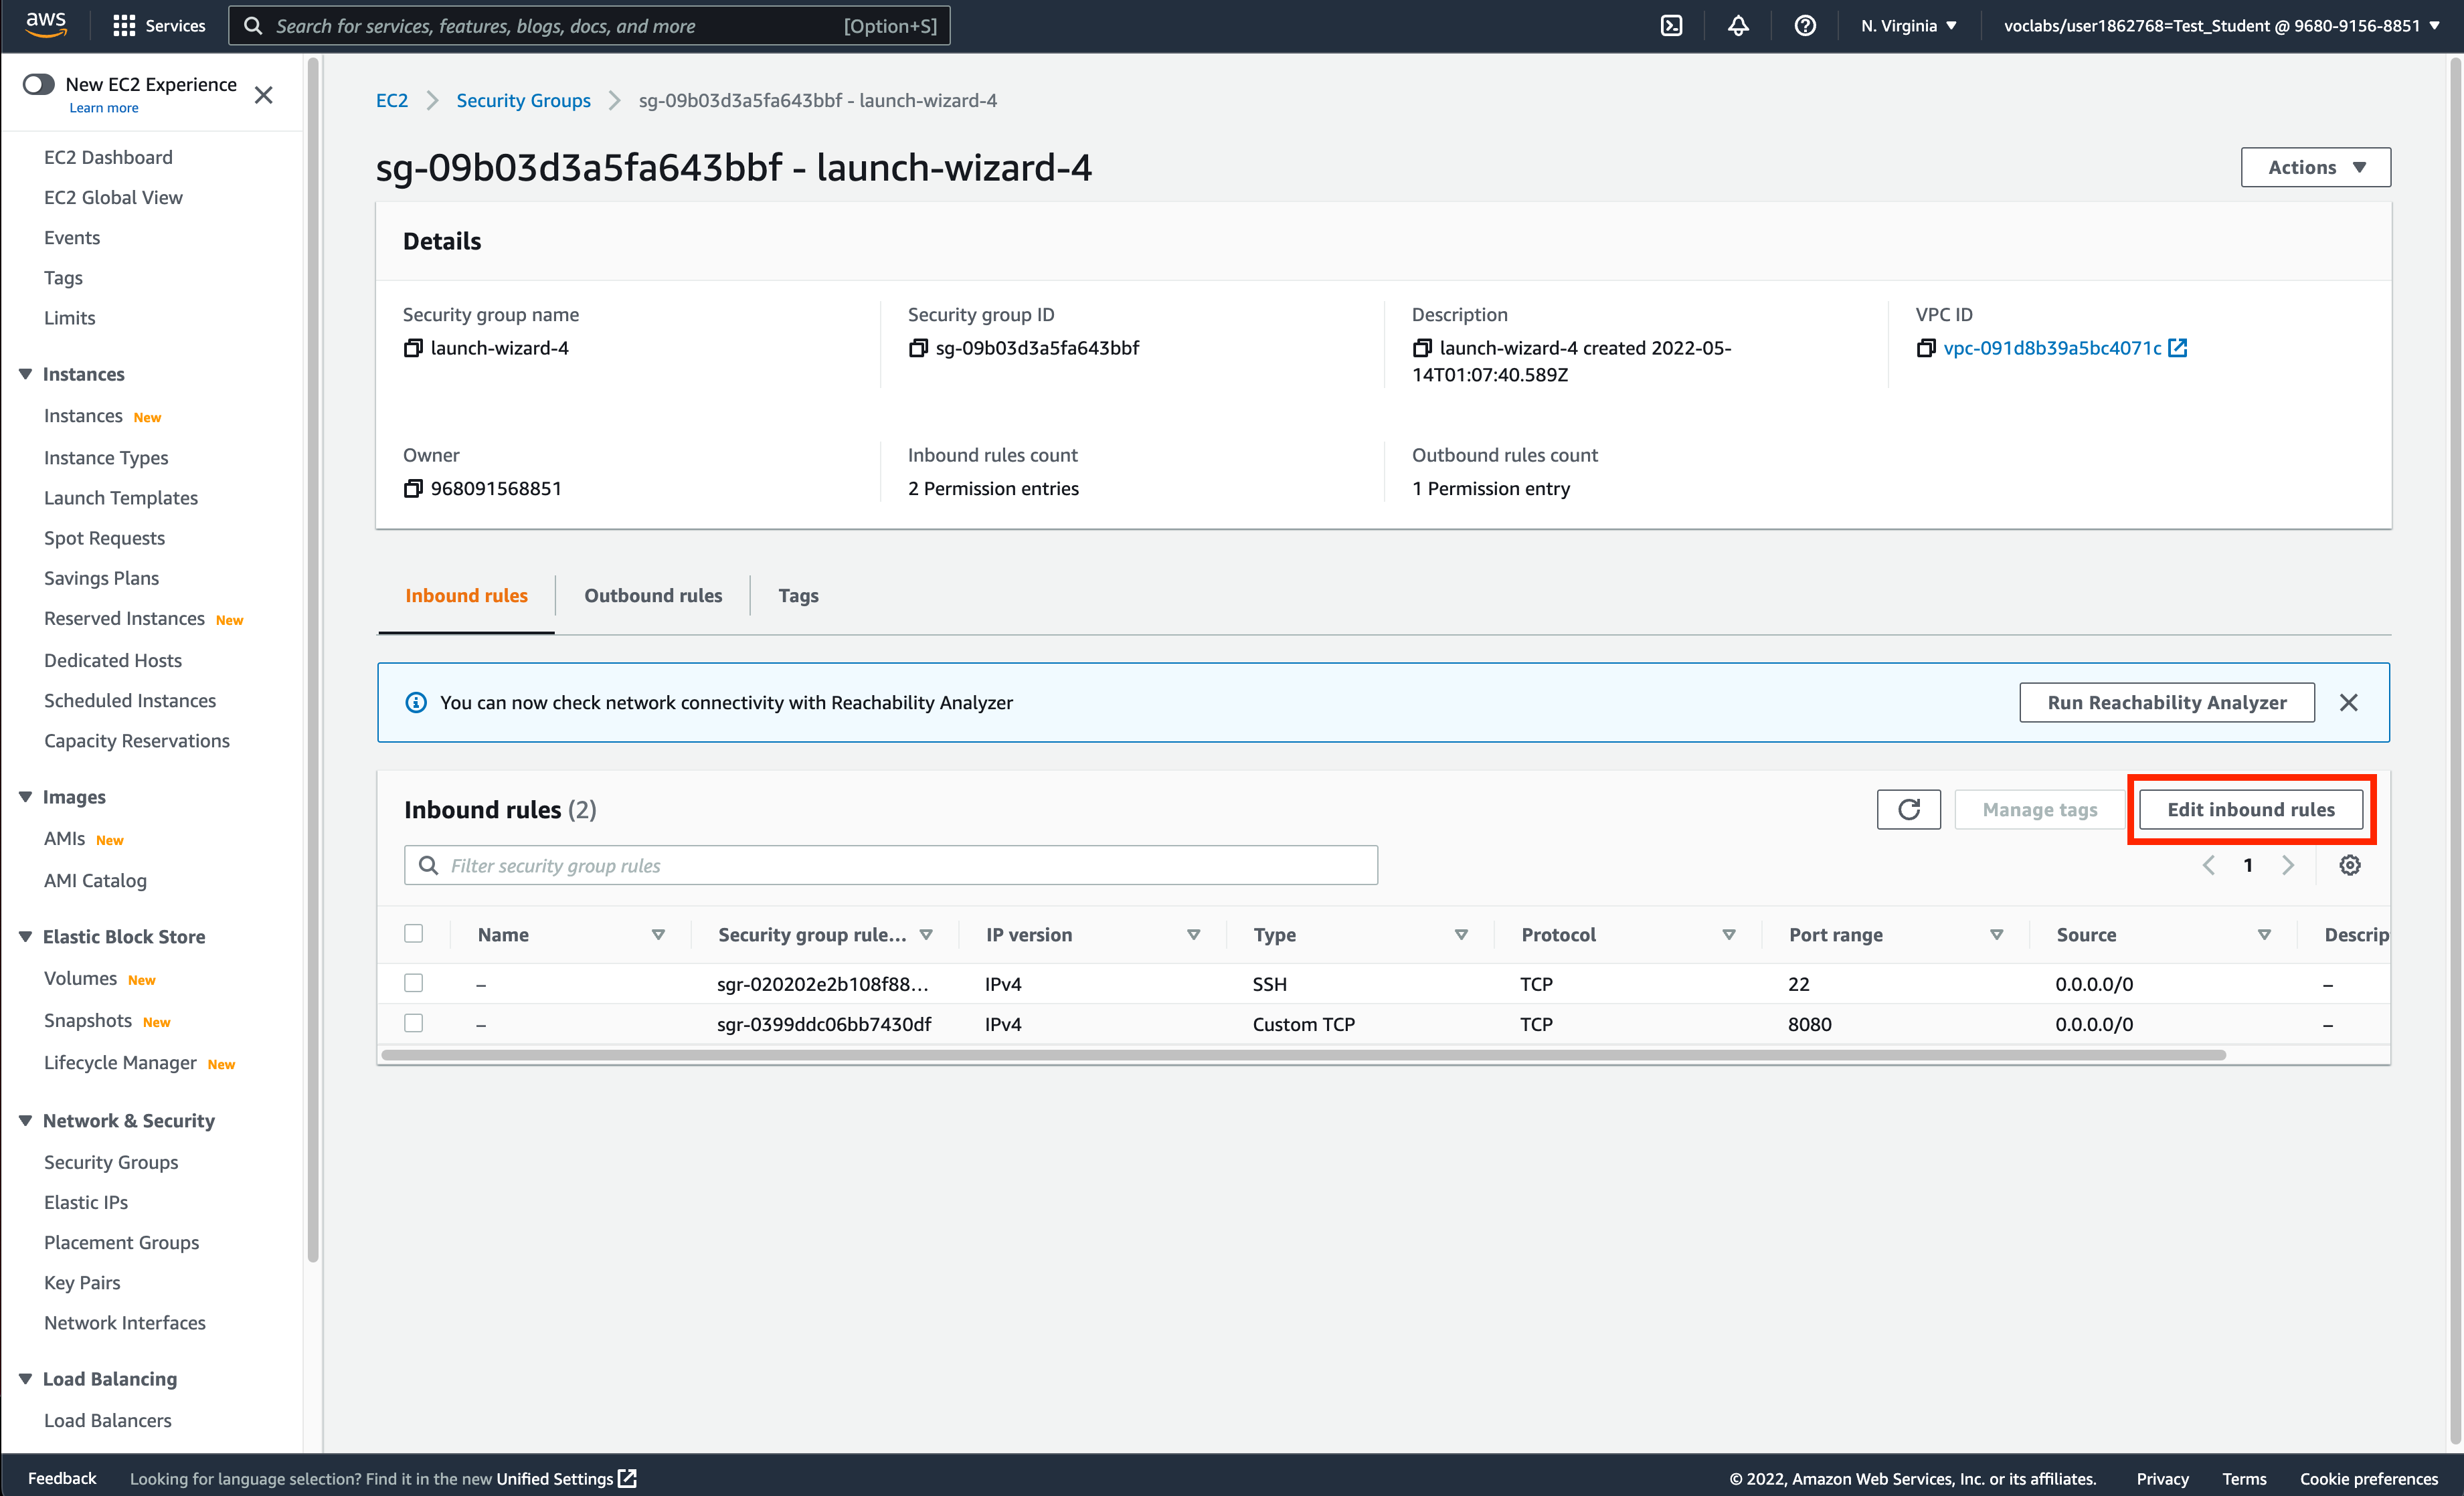 aws
Services
Search for services, features, blogs, docs, and more
[Option+S]
N. Virginia
voclabs/user1862768=Test_Student @ 9680-9156-8851
New EC2 Experience
Learn more
EC2 Dashboard
EC2 Global View
Events
Tags
Limits
Instances
Instances New
Instance Types
Launch Templates
Spot Requests
Savings Plans
Reserved Instances New
Dedicated Hosts
Scheduled Instances
Capacity Reservations
Images
AMIs New
AMI Catalog
Elastic Block Store
Volumes New
Snapshots New
Lifecycle Manager New
Network & Security
Security Groups
Elastic IPs
Placement Groups
Key Pairs
Network Interfaces
Load Balancing
Load Balancers
EC2 Security Groups sg-09b03d3a5fa643bbf - launch-wizard-4
sg-09b03d3a5fa643bbf - launch-wizard-4
Actions
Details
Security group name
launch-wizard-4
Security group ID
sg-09b03d3a5fa643bbf
Description
launch-wizard-4 created 2022-05-
14T01:07:40.589Z
VPC ID
vpc-091d8b39a5bc4071c
Owner
968091568851
Inbound rules count
2 Permission entries
Outbound rules count
1 Permission entry
Inbound rules
Outbound rules
Tags
You can now check network connectivity with Reachability Analyzer
Run Reachability Analyzer
Inbound rules (2)
Manage tags
Edit inbound rules
Filter security group rules
1
Name Security group rule... IP version Type Protocol Port range Source Descrip
– sgr-020202e2b108f88... IPv4 SSH TCP 22 0.0.0.0/0 –
– sgr-0399ddc06bb7430df IPv4 Custom TCP TCP 8080 0.0.0.0/0 –
Feedback
Looking for language selection? Find it in the new Unified Settings
© 2022, Amazon Web Services, Inc. or its affiliates.
Privacy
Terms
Cookie preferences